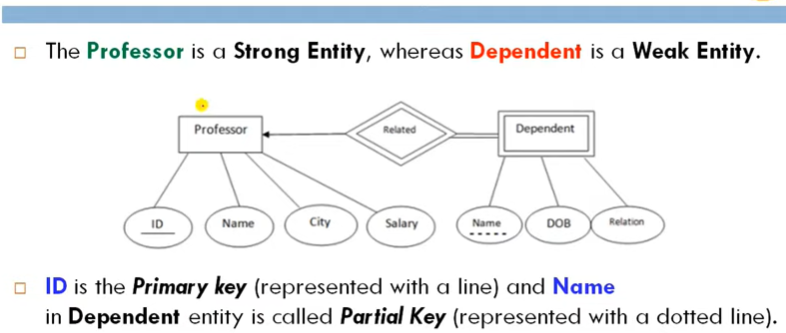 The Professor is a Strong Entity, whereas Dependent is a Weak Entity.
Professor
Related
Dependent
ID
Name
City
Salary
Name
DOB
Relation
ID is the Primary key (represented with a line) and Name
in Dependent entity is called Partial Key (represented with a dotted line).